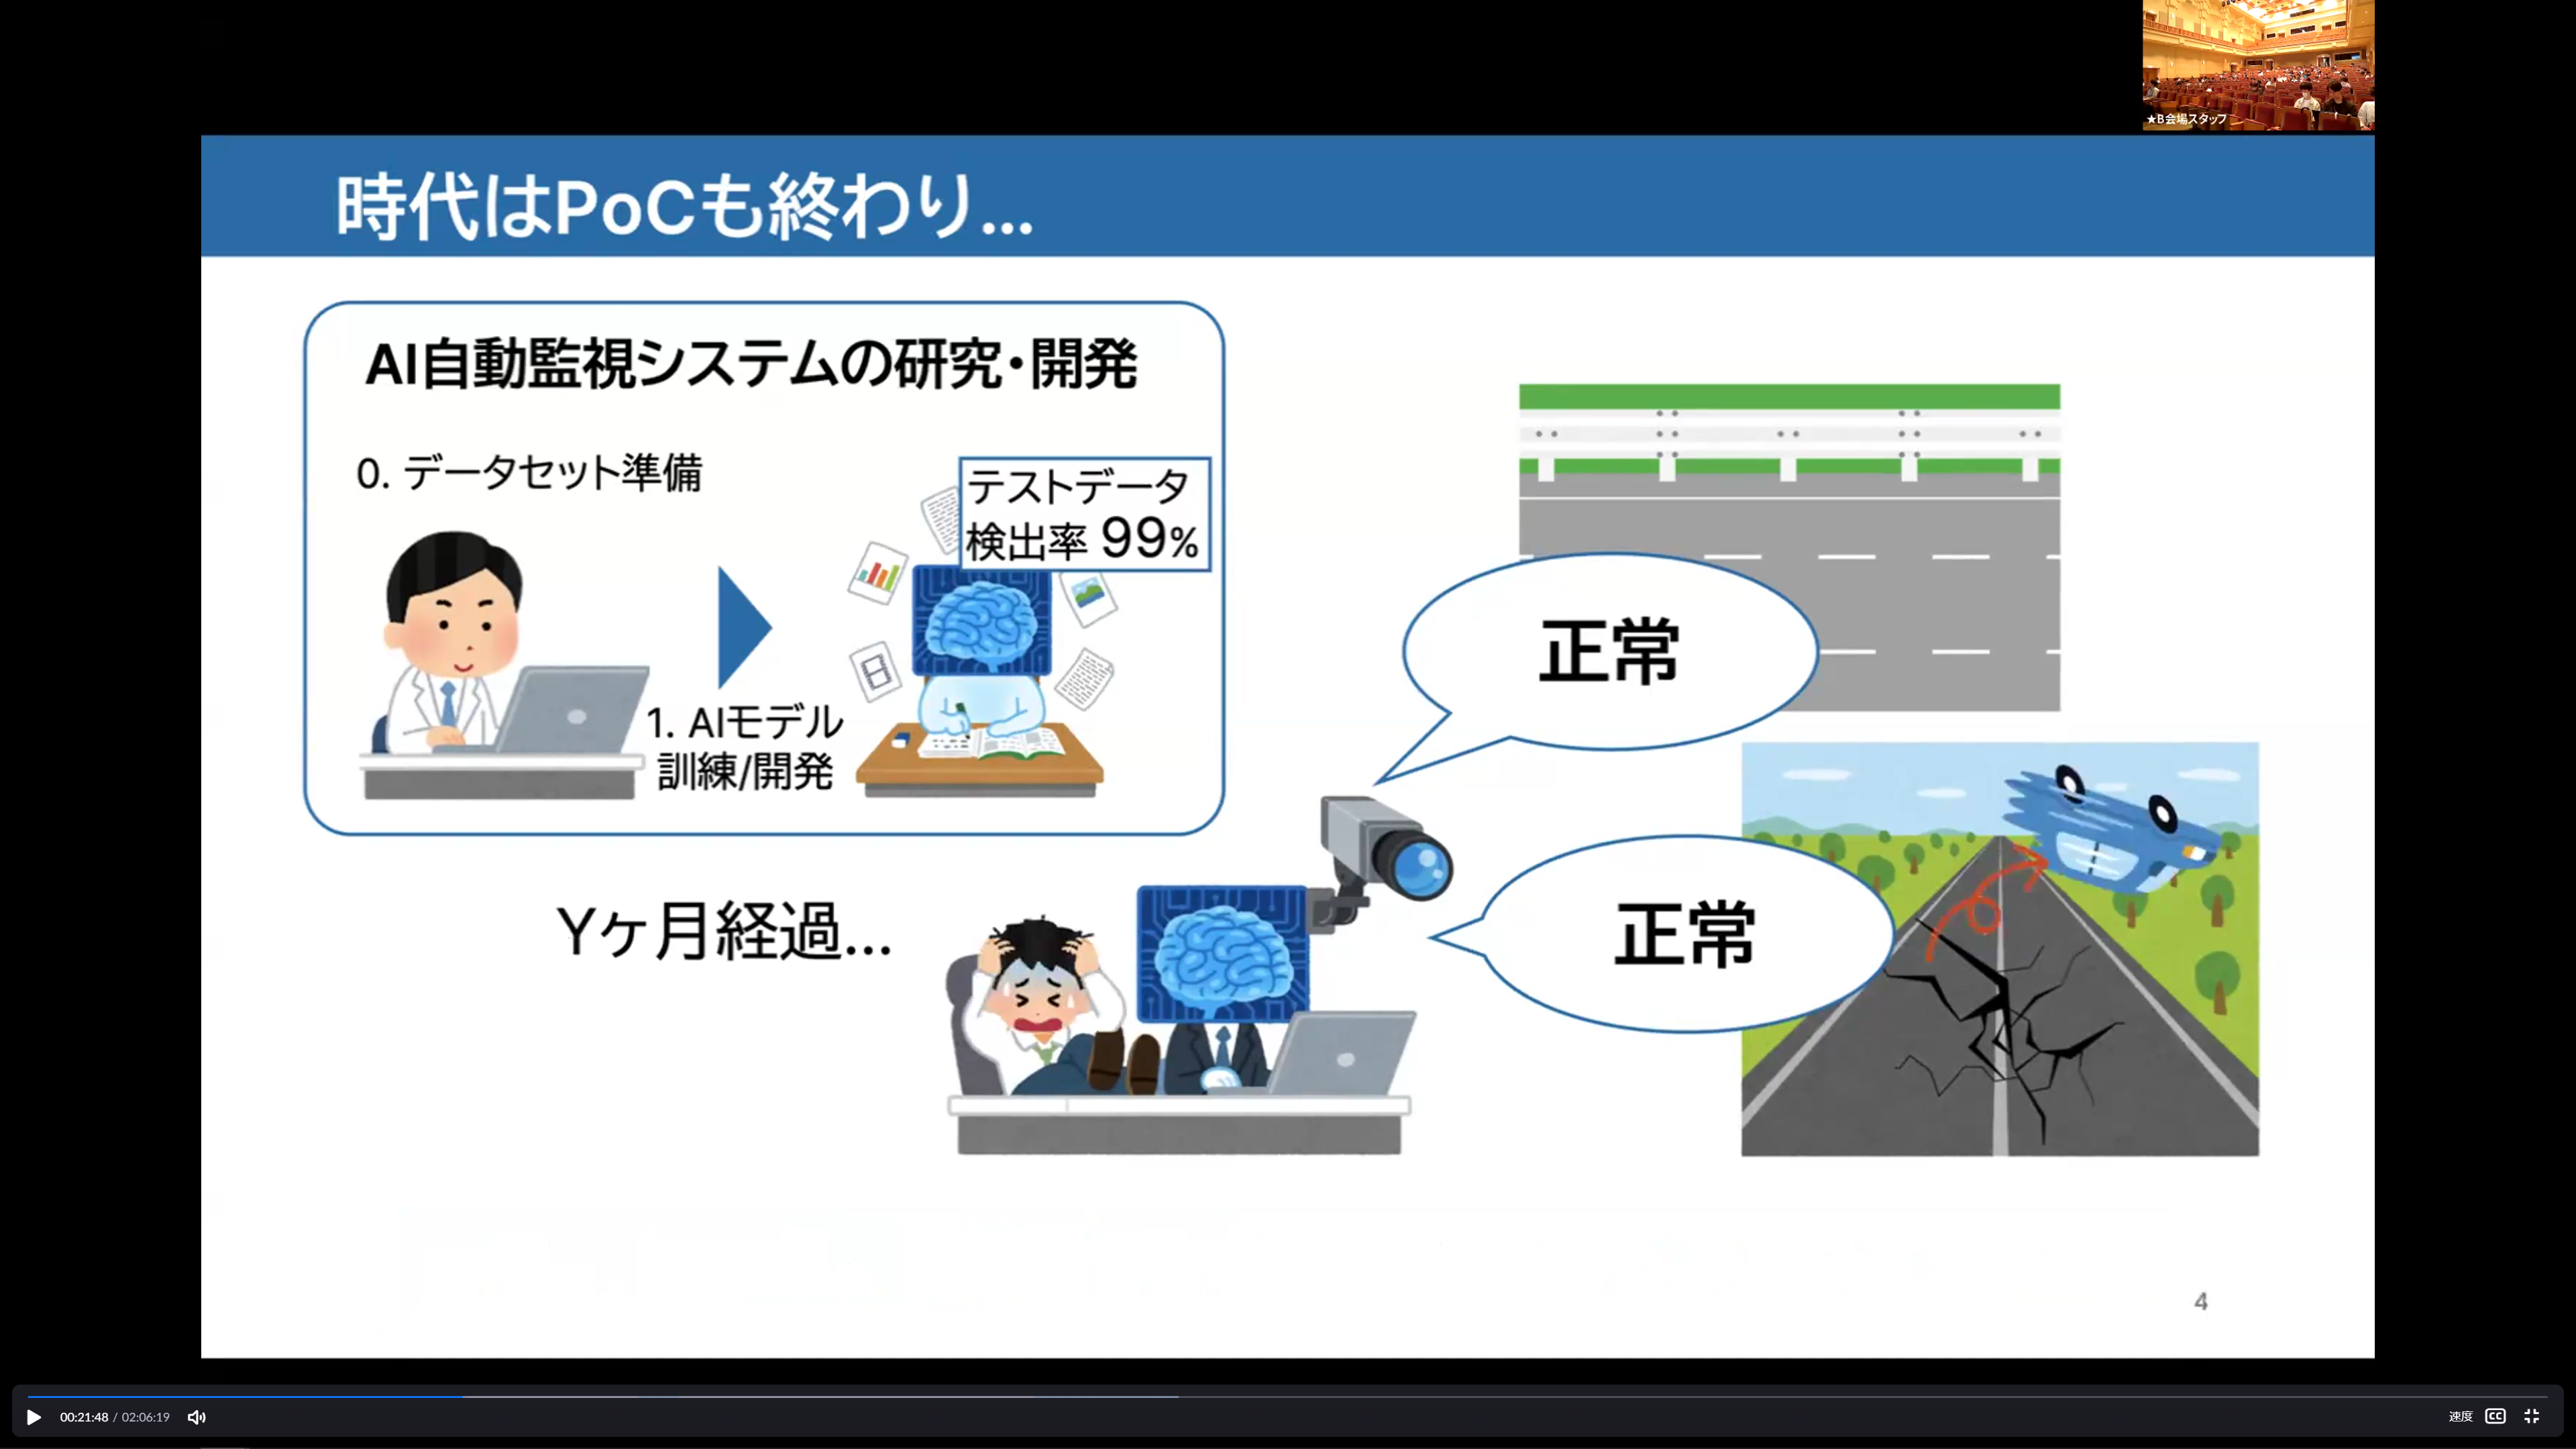 ★B会場スタッフ
時代はPoCも終わり...
AI自動監視システムの研究・開発
0. データセット準備
テストデータ
検出率 99%
1. AIモデル
訓練/開発
正常
Yヶ月経過...
正常
4
00:21:48 / 02:06:19
速度
CC